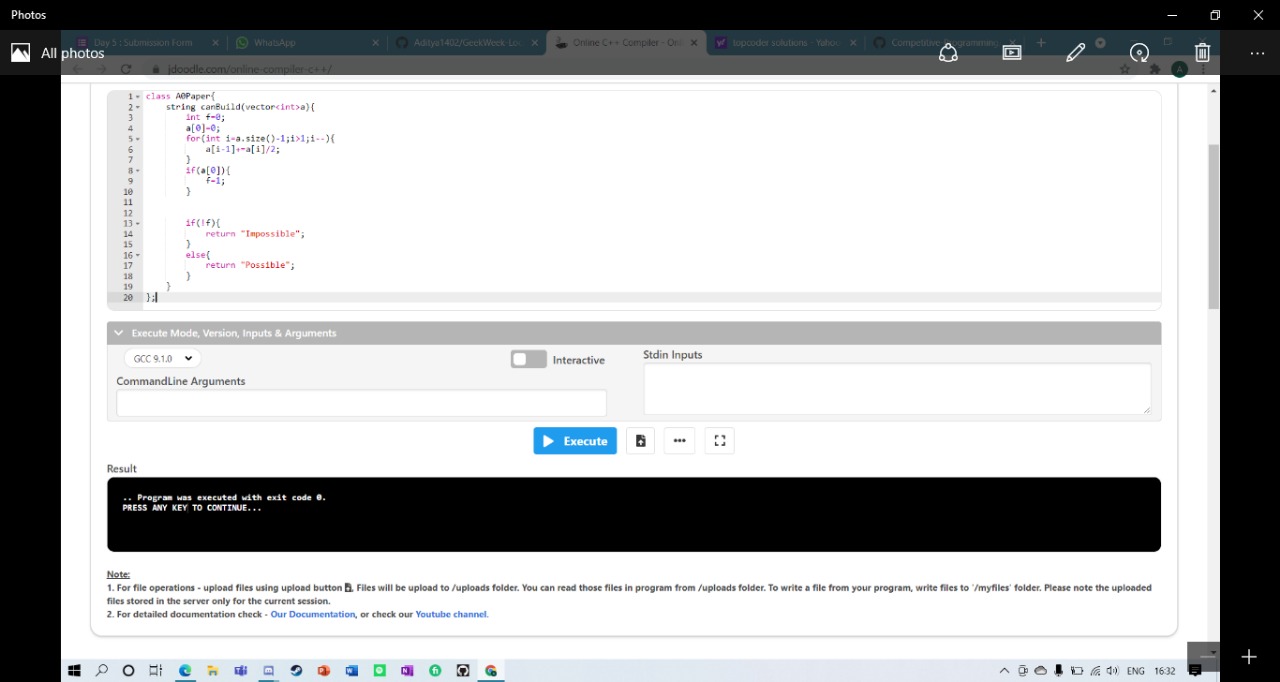 Photos
All photos
Day 5 : Submission Form
WhatsApp
Aditya1402/GeekWeek-Loc
Online C++ Compiler - Onl
topcoder solutions - Yahoo
Competitive Programming
jdoodle.com/online-compiler-c++/
A
1 class A0Paper{
2 string canBuild(vector<int>a){
3 int f=0;
4 a[0]=0;
5 for(int i=a.size()-1;i>1;i--){
6 a[i-1]+=a[i]/2;
7 }
8 if(a[0]){
9 f=1;
10 }
11
12
13 if(!f){
14 return "Impossible";
15 }
16 else{
17 return "Possible";
18 }
19 }
20 };
Execute Mode, Version, Inputs & Arguments
GCC 9.1.0
Interactive
Stdin Inputs
CommandLine Arguments
Execute
Result
.. Program was executed with exit code 0.
PRESS ANY KEY TO CONTINUE...
Note:
1. For file operations - upload files using upload button , Files will be upload to /uploads folder. You can read those files in program from /uploads folder. To write a file from your program, write files to '/myfiles' folder. Please note the uploaded
files stored in the server only for the current session.
2. For detailed documentation check - Our Documentation, or check our Youtube channel.
ENG
16:32